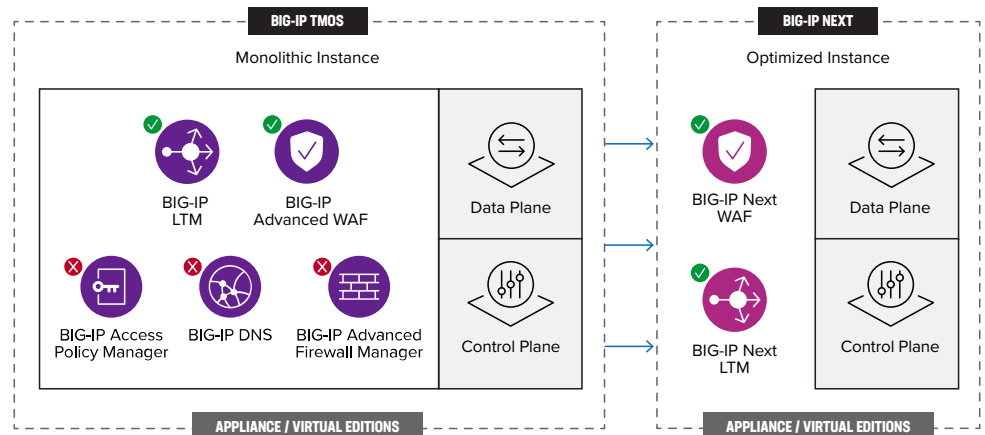 BIG-IP TMOS
Monolithic Instance
BIG-IP
LTM
BIG-IP
Advanced WAF
BIG-IP Access
Policy Manager
BIG-IP DNS
BIG-IP Advanced
Firewall Manager
Data Plane
Control Plane
APPLIANCE / VIRTUAL EDITIONS
BIG-IP NEXT
Optimized Instance
BIG-IP Next
WAF
BIG-IP Next
LTM
Data Plane
Control Plane
APPLIANCE / VIRTUAL EDITIONS